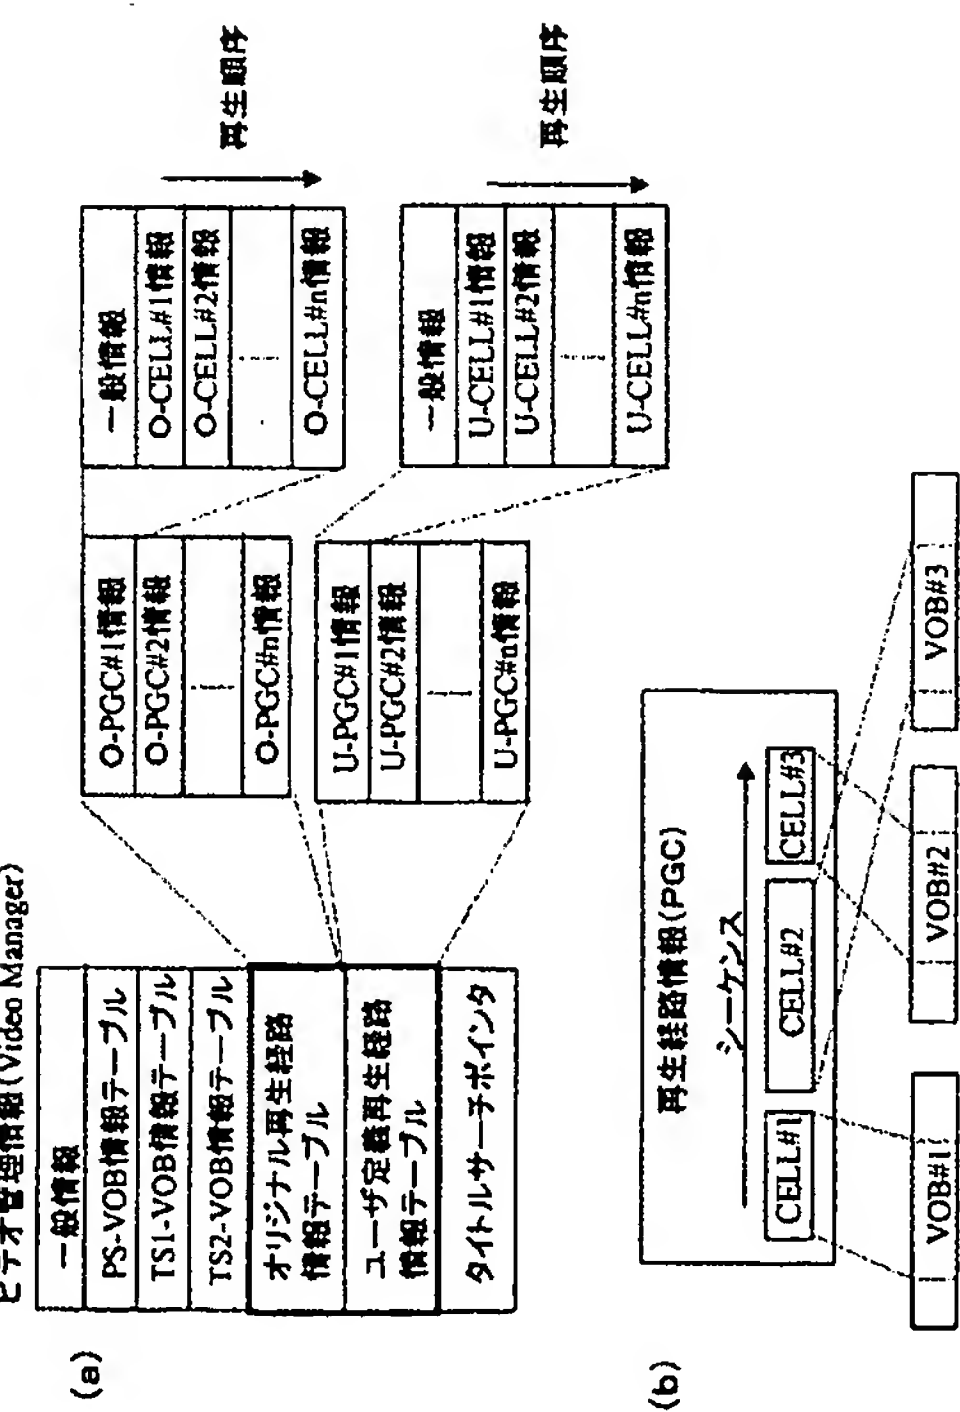 (a)
ビデオ管理情報(Video Manager)
一般情報
PS-VOB情報テーブル
TS1-VOB情報テーブル
TS2-VOB情報テーブル
オリジナル再生経路
情報テーブル
ユーザ定義再生経路
情報テーブル
タイトルサーチポインタ
O-PGC#1情報
O-PGC#2情報
O-PGC#n情報
U-PGC#1情報
U-PGC#2情報
U-PGC#n情報
一般情報
O-CELL#1情報
O-CELL#2情報
O-CELL#n情報
再生順序
一般情報
U-CELL#1情報
U-CELL#2情報
U-CELL#n情報
再生順序
(b)
再生経路情報(PGC)
シーケンス
CELL#1
CELL#2
CELL#3
VOB#1
VOB#2
VOB#3